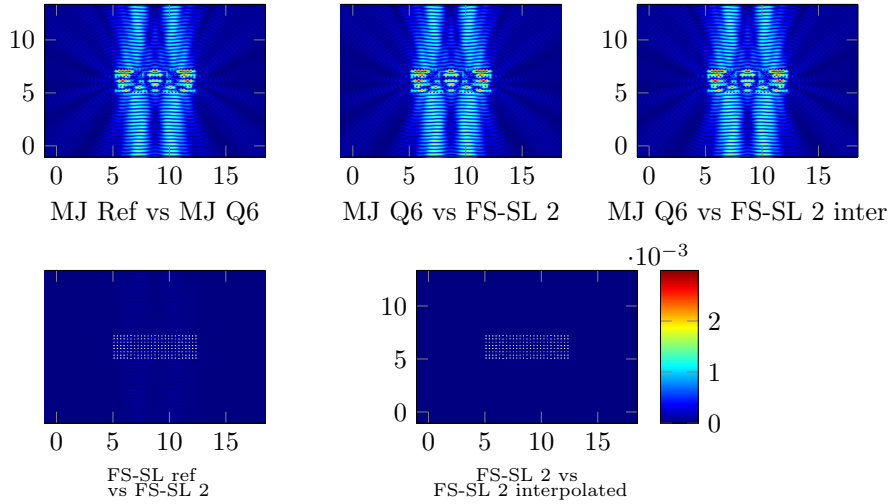 10
5
0
0 5 10 15
0 5 10 15
0 5 10 15
MJ Ref vs MJ Q6
MJ Q6 vs FS-SL 2
MJ Q6 vs FS-SL 2 inter
0 5 10 15
FS-SL ref
vs FS-SL 2
10
5
0
0 5 10 15
FS-SL 2 vs
FS-SL 2 interpolated
·10−3
2
1
0